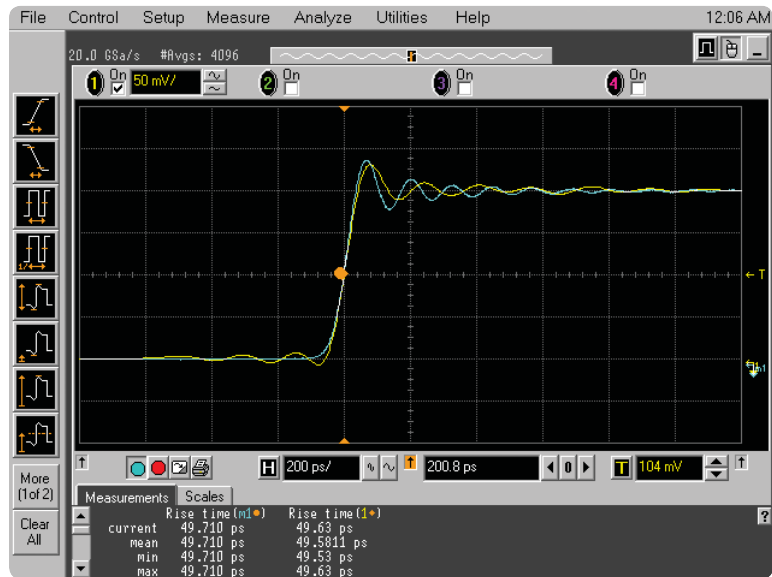 File Control Setup Measure Analyze Utilities Help 12:06 AM
20.0 GSa/s #Avgs: 4096
1 On 50 mV/ 2 On 3 On 4 On
T
m1
More
(1of 2)
Clear
All
H 200 ps/ 200.8 ps 0 T 104 mV
Measurements Scales
Rise time(m1) Rise time(1)
current 49.710 ps 49.63 ps
mean 49.710 ps 49.5811 ps
min 49.710 ps 49.53 ps
max 49.710 ps 49.63 ps
?